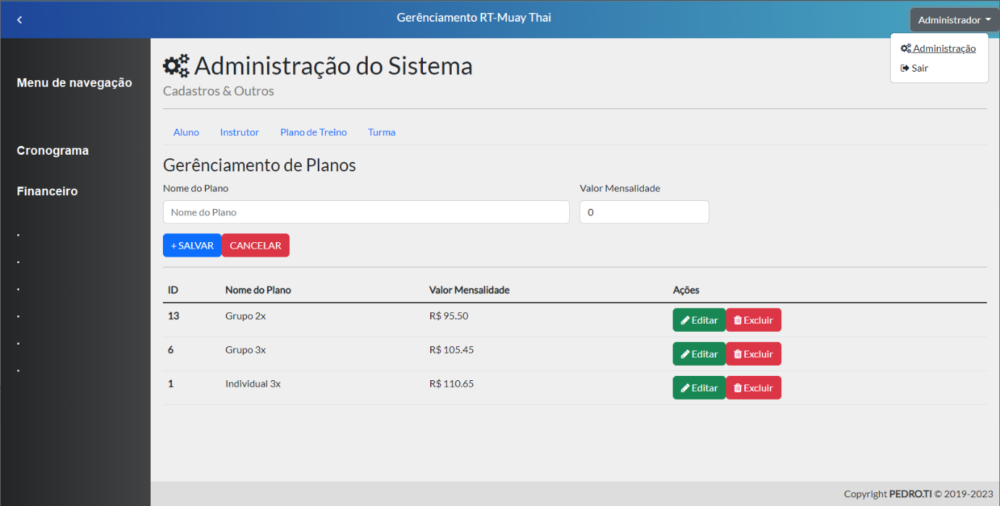 Gerênciamento RT-Muay Thai
Administrador
Administração
Sair
Menu de navegação
Cronograma
Financeiro
.
.
.
.
.
.
Administração do Sistema
Cadastros & Outros
Aluno Instrutor Plano de Treino Turma
Gerênciamento de Planos
Nome do Plano Valor Mensalidade
Nome do Plano 0
+ SALVAR CANCELAR
ID Nome do Plano Valor Mensalidade Ações
13 Grupo 2x R$ 95.50 Editar Excluir
6 Grupo 3x R$ 105.45 Editar Excluir
1 Individual 3x R$ 110.65 Editar Excluir
Copyright PEDRO.TI © 2019-2023